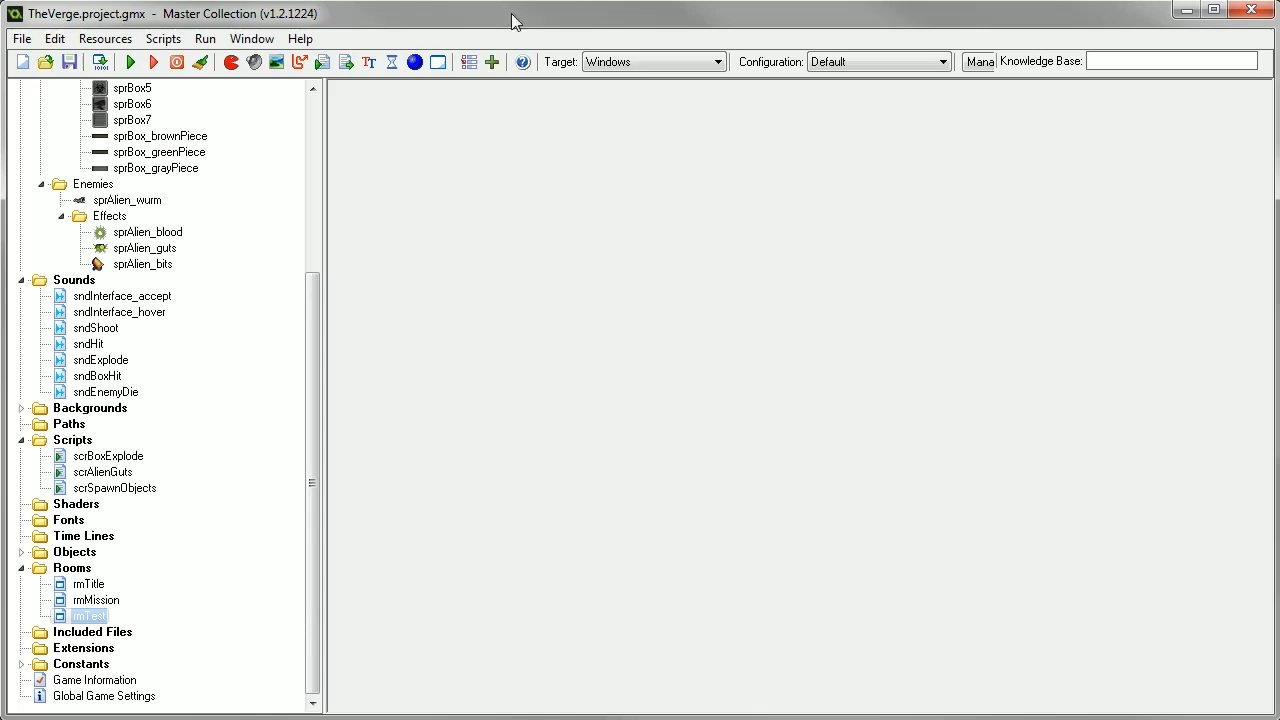 TheVerge.project.gmx - Master Collection (v1.2.1224)
File Edit Resources Scripts Run Window Help
Target: Windows Configuration: Default Mana Knowledge Base:
sprBox5
sprBox6
sprBox7
sprBox_brownPiece
sprBox_greenPiece
sprBox_grayPiece
Enemies
sprAlien_wurm
Effects
sprAlien_blood
sprAlien_guts
sprAlien_bits
Sounds
sndInterface_accept
sndInterface_hover
sndShoot
sndHit
sndExplode
sndBoxHit
sndEnemyDie
Backgrounds
Paths
Scripts
scrBoxExplode
scrAlienGuts
scrSpawnObjects
Shaders
Fonts
Time Lines
Objects
Rooms
rmTitle
rmMission
rmTest
Included Files
Extensions
Constants
Game Information
Global Game Settings